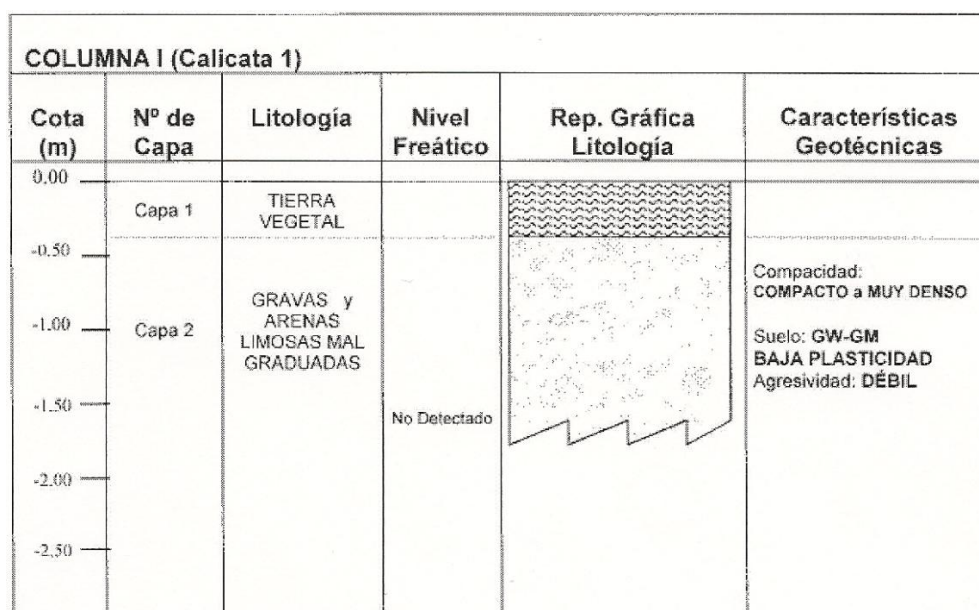 COLUMNA I (Calicata 1)
Cota (m)
Nº de Capa
Litología
Nivel Freático
Rep. Gráfica Litología
Características Geotécnicas
0,00
Capa 1
TIERRA
VEGETAL
-0.50
Compacidad:
COMPACTO a MUY DENSO
GRAVAS y
ARENAS
LIMOSAS MAL
GRADUADAS
-1.00
Capa 2
Suelo: GW-GM
BAJA PLASTICIDAD
Agresividad: DÉBIL
-1.50
No Detectado
-2.00
-2.50